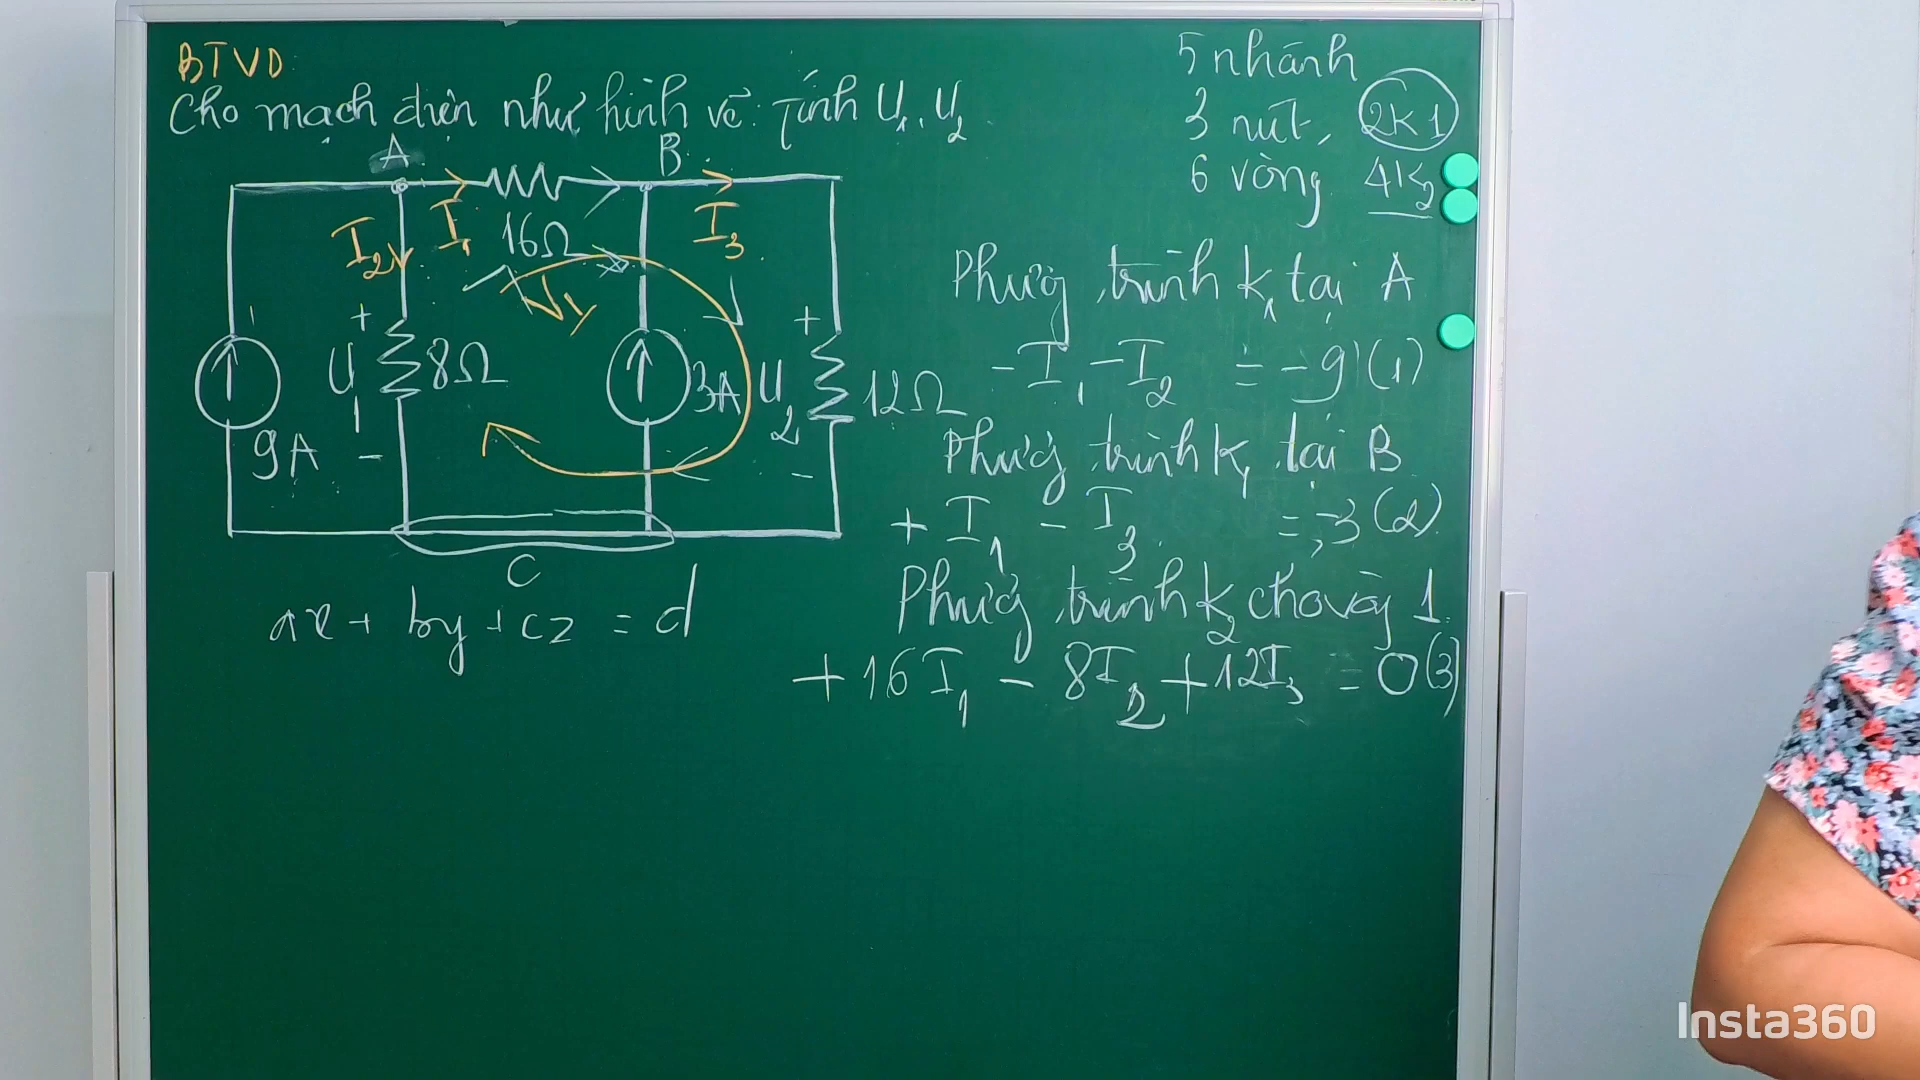 BTVD
Cho mạch điện như hình vẽ: Tính U1, U2
5 nhánh
3 nút, 2K1
6 vòng 4K2
A
B
I2
I1
16Ω
I3
V1
+
U1
-
8Ω
9A
3A
+
U2
-
12Ω
C
ax + by + cz = d
Phương trình K1 tại A
-I1 - I2 = -9 (1)
Phương trình K1 tại B
+ I1 - I3 = -3 (2)
Phương trình K2 cho vòng 1
+ 16I1 - 8I2 + 12I3 = 0 (3)
Insta360